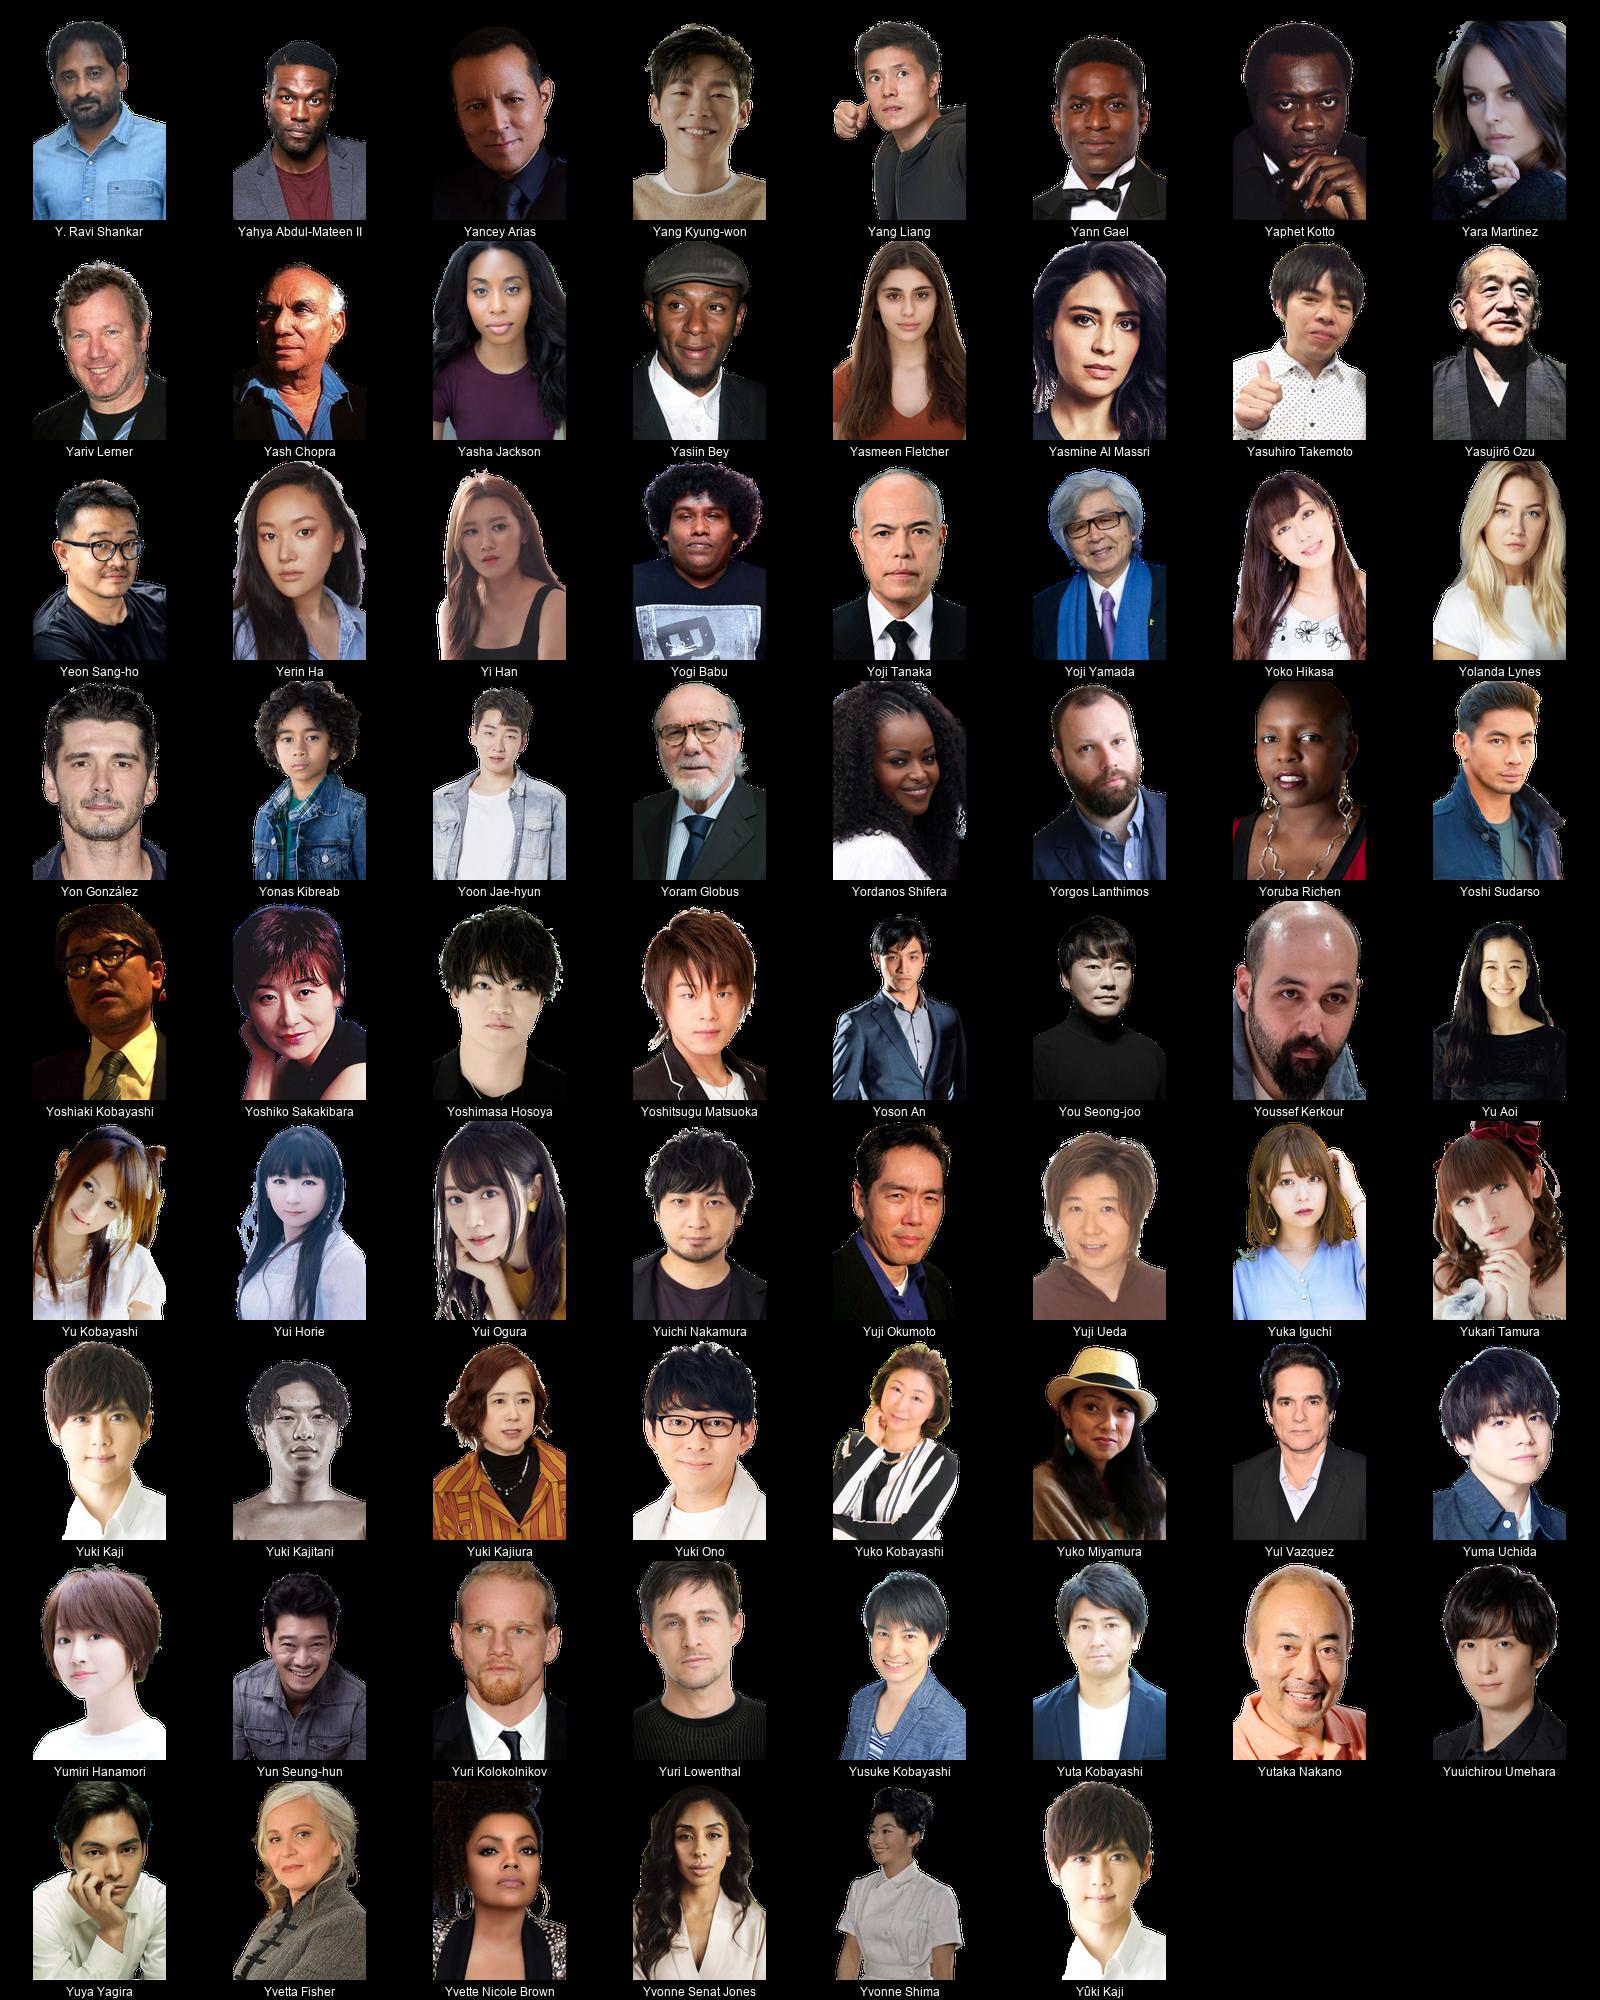 Y. Ravi Shankar
Yahya Abdul-Mateen II
Yancey Arias
Yang Kyung-won
Yang Liang
Yann Gael
Yaphet Kotto
Yara Martinez
Yariv Lerner
Yash Chopra
Yasha Jackson
Yasiin Bey
Yasmeen Fletcher
Yasmine Al Massri
Yasuhiro Takemoto
Yasujirō Ozu
Yeon Sang-ho
Yerin Ha
Yi Han
Yogi Babu
Yoji Tanaka
Yoji Yamada
Yoko Hikasa
Yolanda Lynes
Yon González
Yonas Kibreab
Yoon Jae-hyun
Yoram Globus
Yordanos Shifera
Yorgos Lanthimos
Yoruba Richen
Yoshi Sudarso
Yoshiaki Kobayashi
Yoshiko Sakakibara
Yoshimasa Hosoya
Yoshitsugu Matsuoka
Yoson An
You Seong-joo
Youssef Kerkour
Yu Aoi
Yu Kobayashi
Yui Horie
Yui Ogura
Yuichi Nakamura
Yuji Okumoto
Yuji Ueda
Yuka Iguchi
Yukari Tamura
Yuki Kaji
Yuki Kajitani
Yuki Kajiura
Yuki Ono
Yuko Kobayashi
Yuko Miyamura
Yul Vazquez
Yuma Uchida
Yumiri Hanamori
Yun Seung-hun
Yuri Kolokolnikov
Yuri Lowenthal
Yusuke Kobayashi
Yuta Kobayashi
Yutaka Nakano
Yuuichirou Umehara
Yuya Yagira
Yvetta Fisher
Yvette Nicole Brown
Yvonne Senat Jones
Yvonne Shima
Yûki Kaji